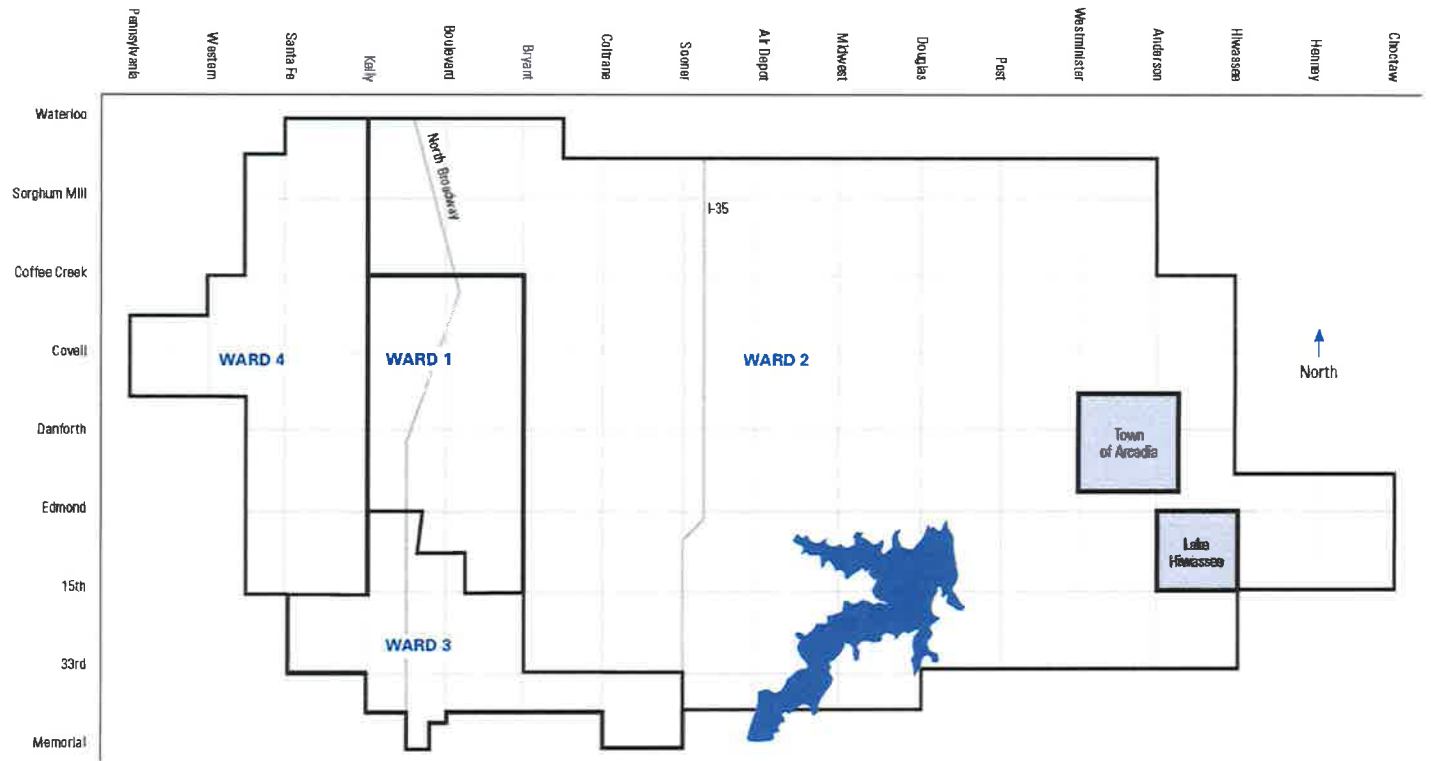 Pennsylvania
Western
Santa Fe
Kelly
Boulevard
Bryant
Coltrane
Sooner
Air Depot
Midwest
Douglas
Post
Westminister
Anderson
Hiwassee
Henney
Choctaw
Waterloo
North Broadway
Sorghum Mill
I-35
Coffee Creek
Covell
WARD 4
WARD 1
WARD 2
North
Danforth
Town
of Arcadia
Edmond
Lake
Hiwassee
15th
WARD 3
33rd
Memorial